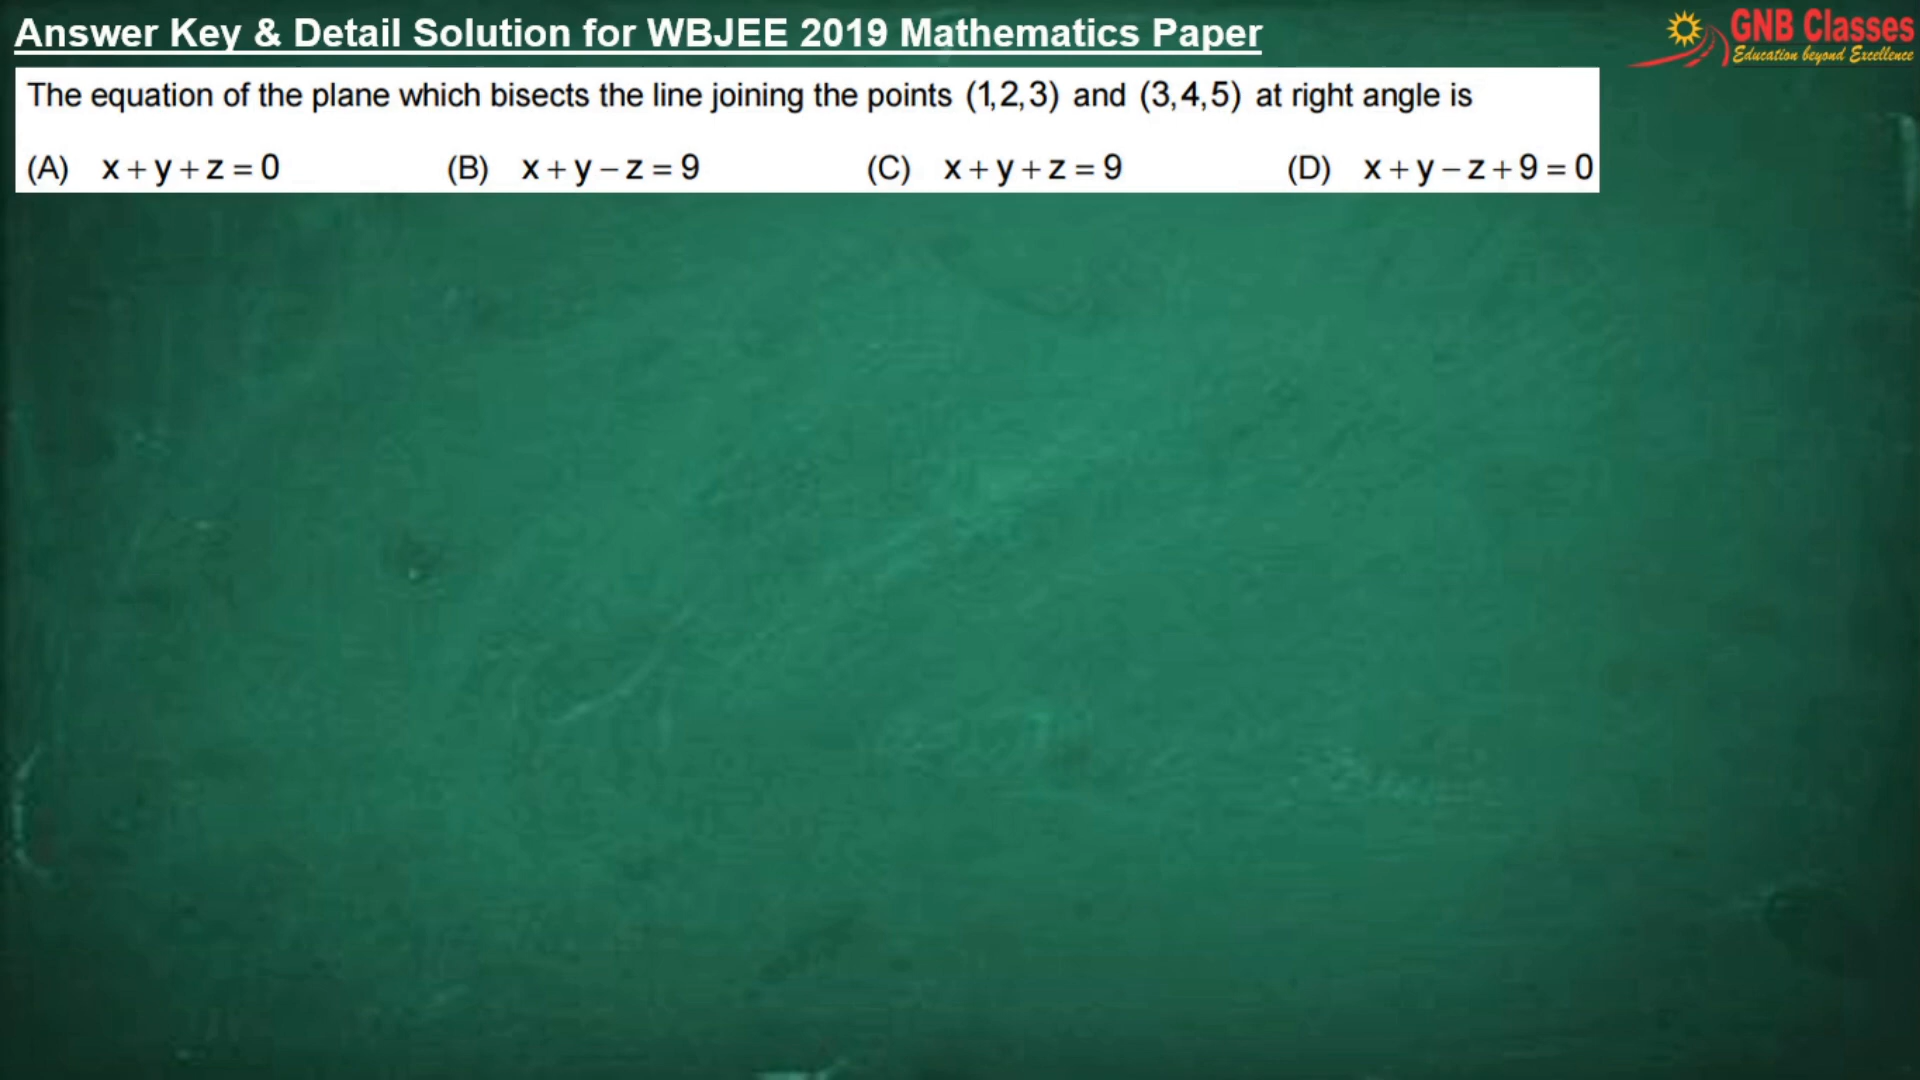 Answer Key & Detail Solution for WBJEE 2019 Mathematics Paper
GNB Classes
Education beyond Excellence
The equation of the plane which bisects the line joining the points (1,2,3) and (3,4,5) at right angle is
(A) x+y+z=0 (B) x+y−z=9 (C) x+y+z=9 (D) x+y−z+9=0